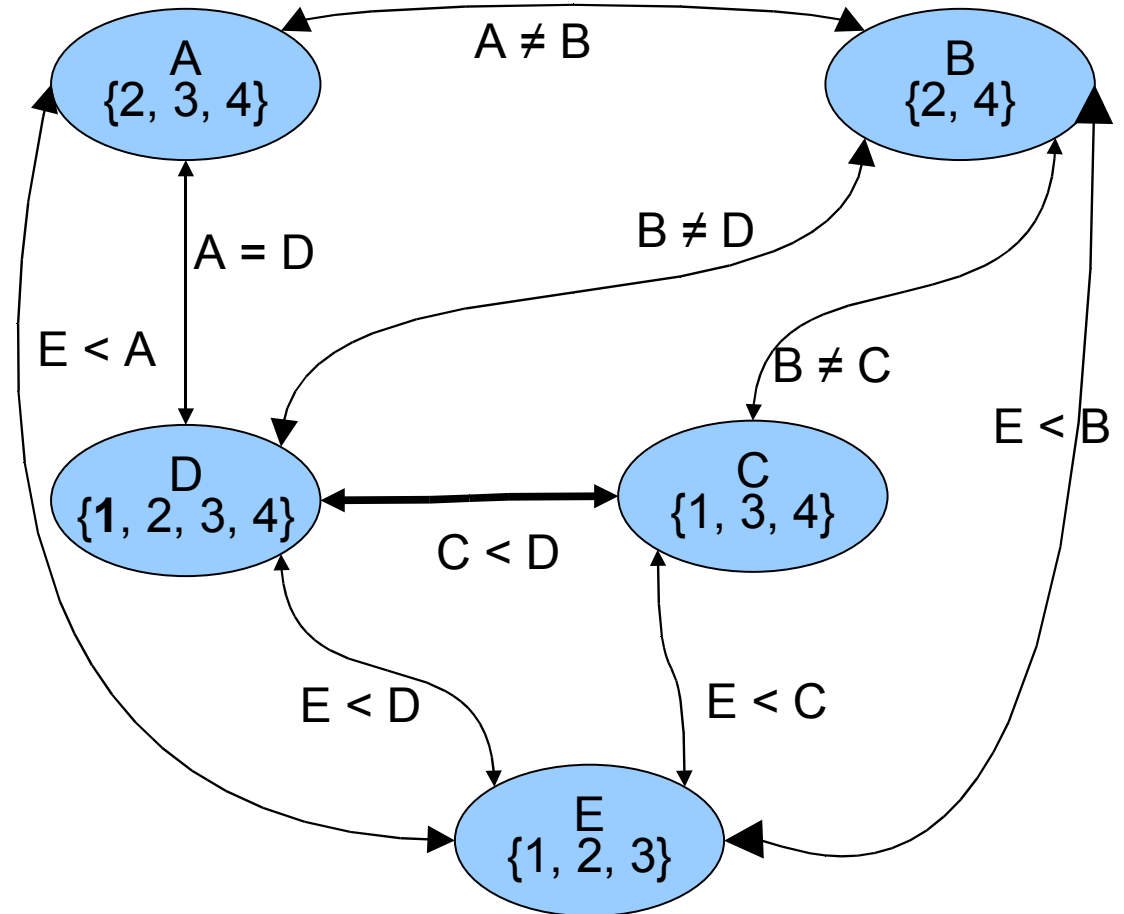 A ≠ B
A
{2, 3, 4}
B
{2, 4}
B ≠ D
A = D
E < A
B ≠ C
E < B
D
{1, 2, 3, 4}
C
{1, 3, 4}
C < D
E < D
E < C
E
{1, 2, 3}